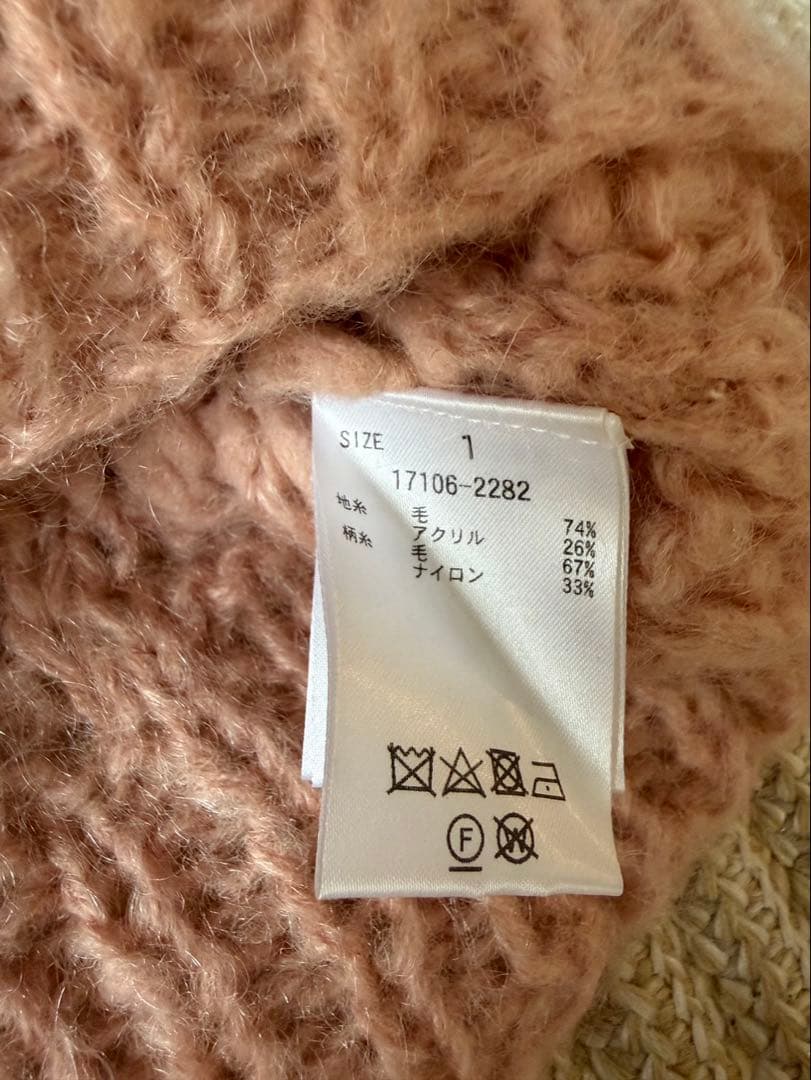 SIZE 1
17106-2282
地糸 毛 74%
アクリル 26%
柄糸 毛 67%
ナイロン 33%
F W